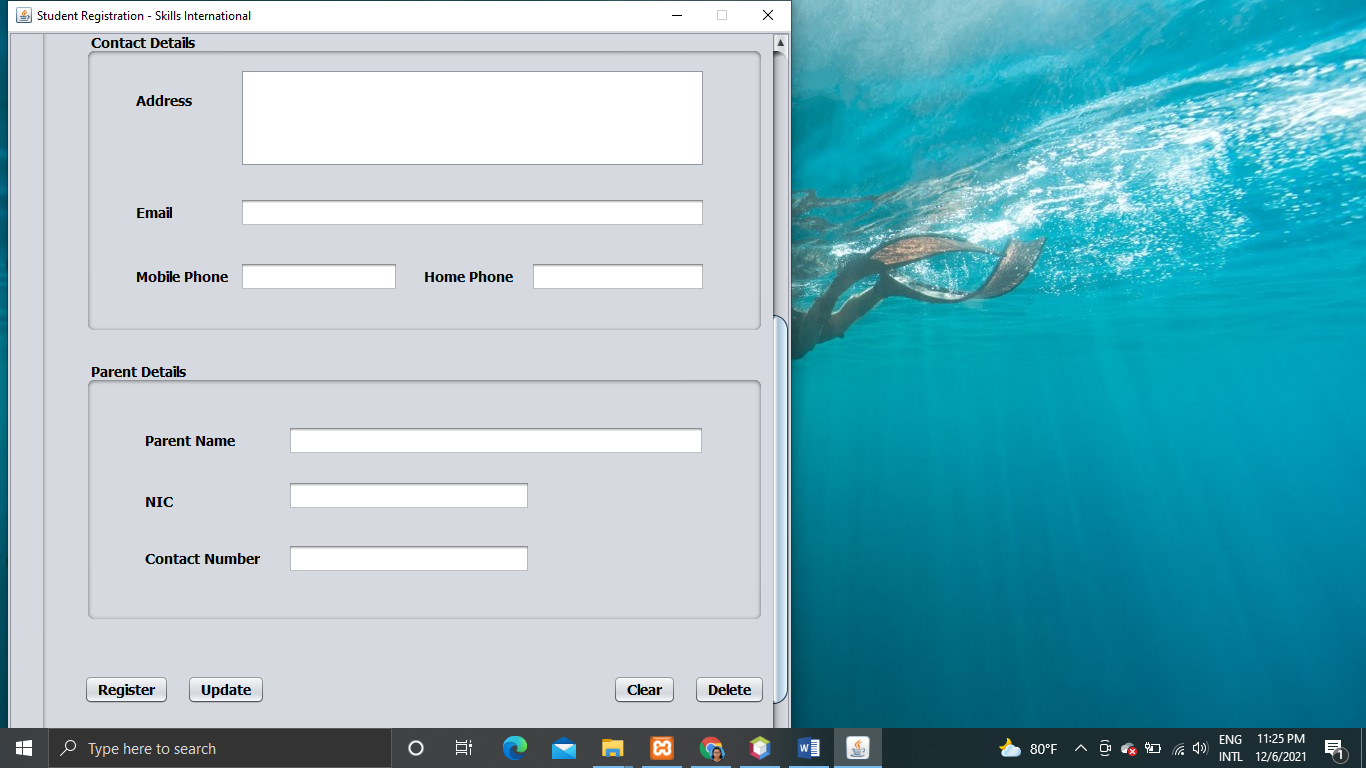 Student Registration - Skills International
Contact Details
Address
Email
Mobile Phone Home Phone
Parent Details
Parent Name
NIC
Contact Number
Register Update Clear Delete
Type here to search
80°F
ENG
INTL
11:25 PM
12/6/2021
1